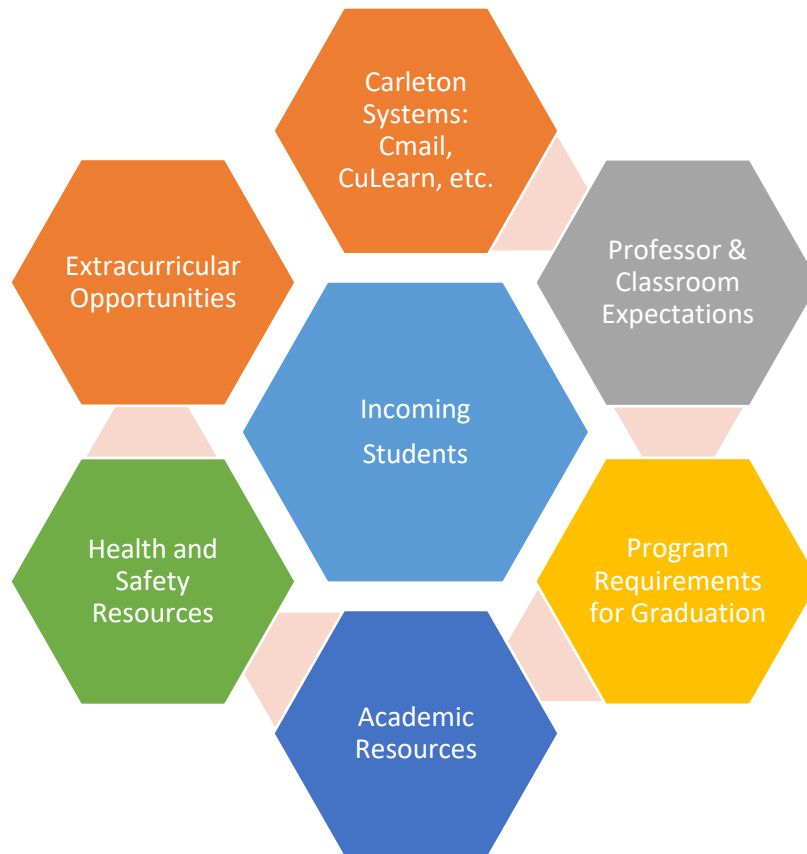 Carleton
Systems:
Cmail,
CuLearn, etc.
Professor &
Classroom
Expectations
Program
Requirements
for Graduation
Academic
Resources
Health and
Safety
Resources
Extracurricular
Opportunities
Incoming
Students